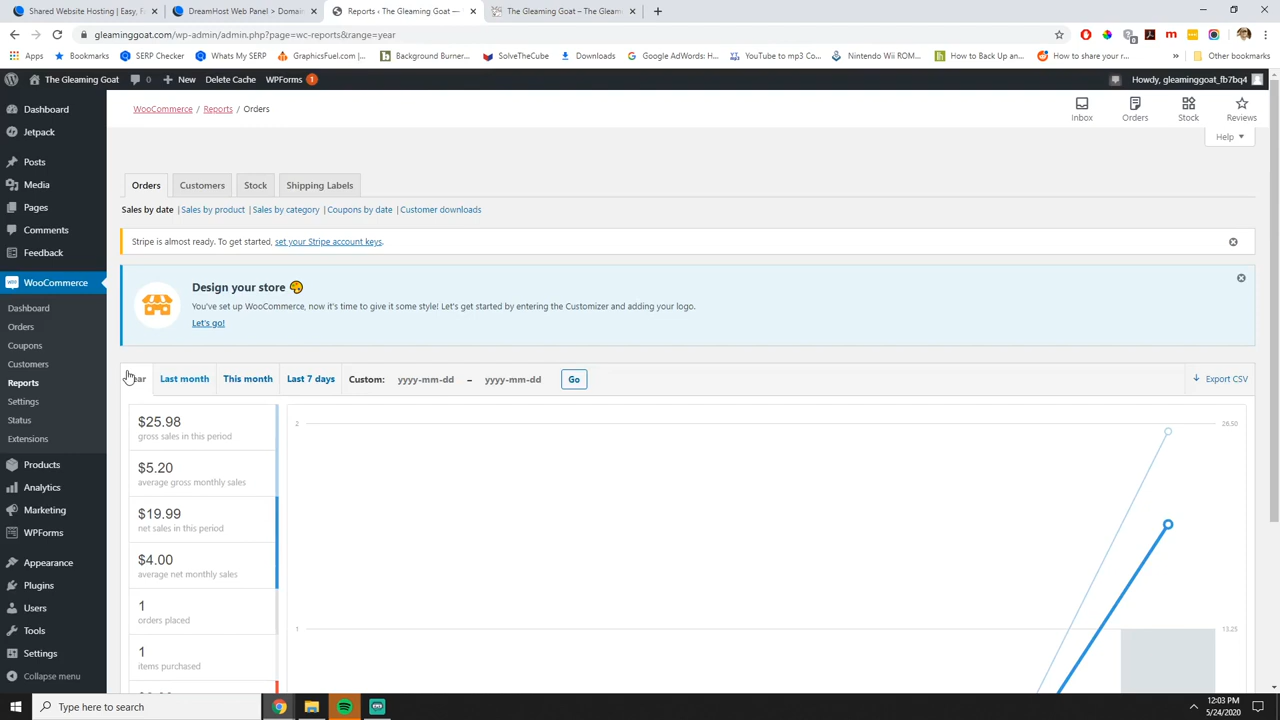 Shared Website Hosting - Easy, F
DreamHost Web Panel > Domain
Reports ‹ The Gleaming Goat —
The Gleaming Goat – The Gleam
gleaminggoat.com/wp-admin/admin.php?page=wc-reports&range=year
Apps
Bookmarks
SERP Checker
Whats My SERP
GraphicsFuel.com |...
Background Burner...
SolveTheCube
Downloads
Google AdWords: H...
YouTube to mp3 Co...
Nintendo Wii ROM...
How to Back Up an...
How to share your r...
Other bookmarks
The Gleaming Goat
0
New
Delete Cache
WPForms 1
Howdy, gleaminggoat_fb7bq4
Dashboard
Jetpack
Posts
Media
Pages
Comments
Feedback
WooCommerce
Dashboard
Orders
Coupons
Customers
Reports
Settings
Status
Extensions
Products
Analytics
Marketing
WPForms
Appearance
Plugins
Users
Tools
Settings
Collapse menu
WooCommerce / Reports / Orders
Inbox
Orders
Stock
Reviews
Help
Orders
Customers
Stock
Shipping Labels
Sales by date | Sales by product | Sales by category | Coupons by date | Customer downloads
Stripe is almost ready. To get started, set your Stripe account keys.
Design your store
You've set up WooCommerce, now it's time to give it some style! Let's get started by entering the Customizer and adding your logo.
Let's go!
Year
Last month
This month
Last 7 days
Custom:
yyyy-mm-dd
–
yyyy-mm-dd
Go
Export CSV
$25.98
gross sales in this period
$5.20
average gross monthly sales
$19.99
net sales in this period
$4.00
average net monthly sales
1
orders placed
1
items purchased
2
28.50
1
13.25
Type here to search
12:03 PM
5/24/2020